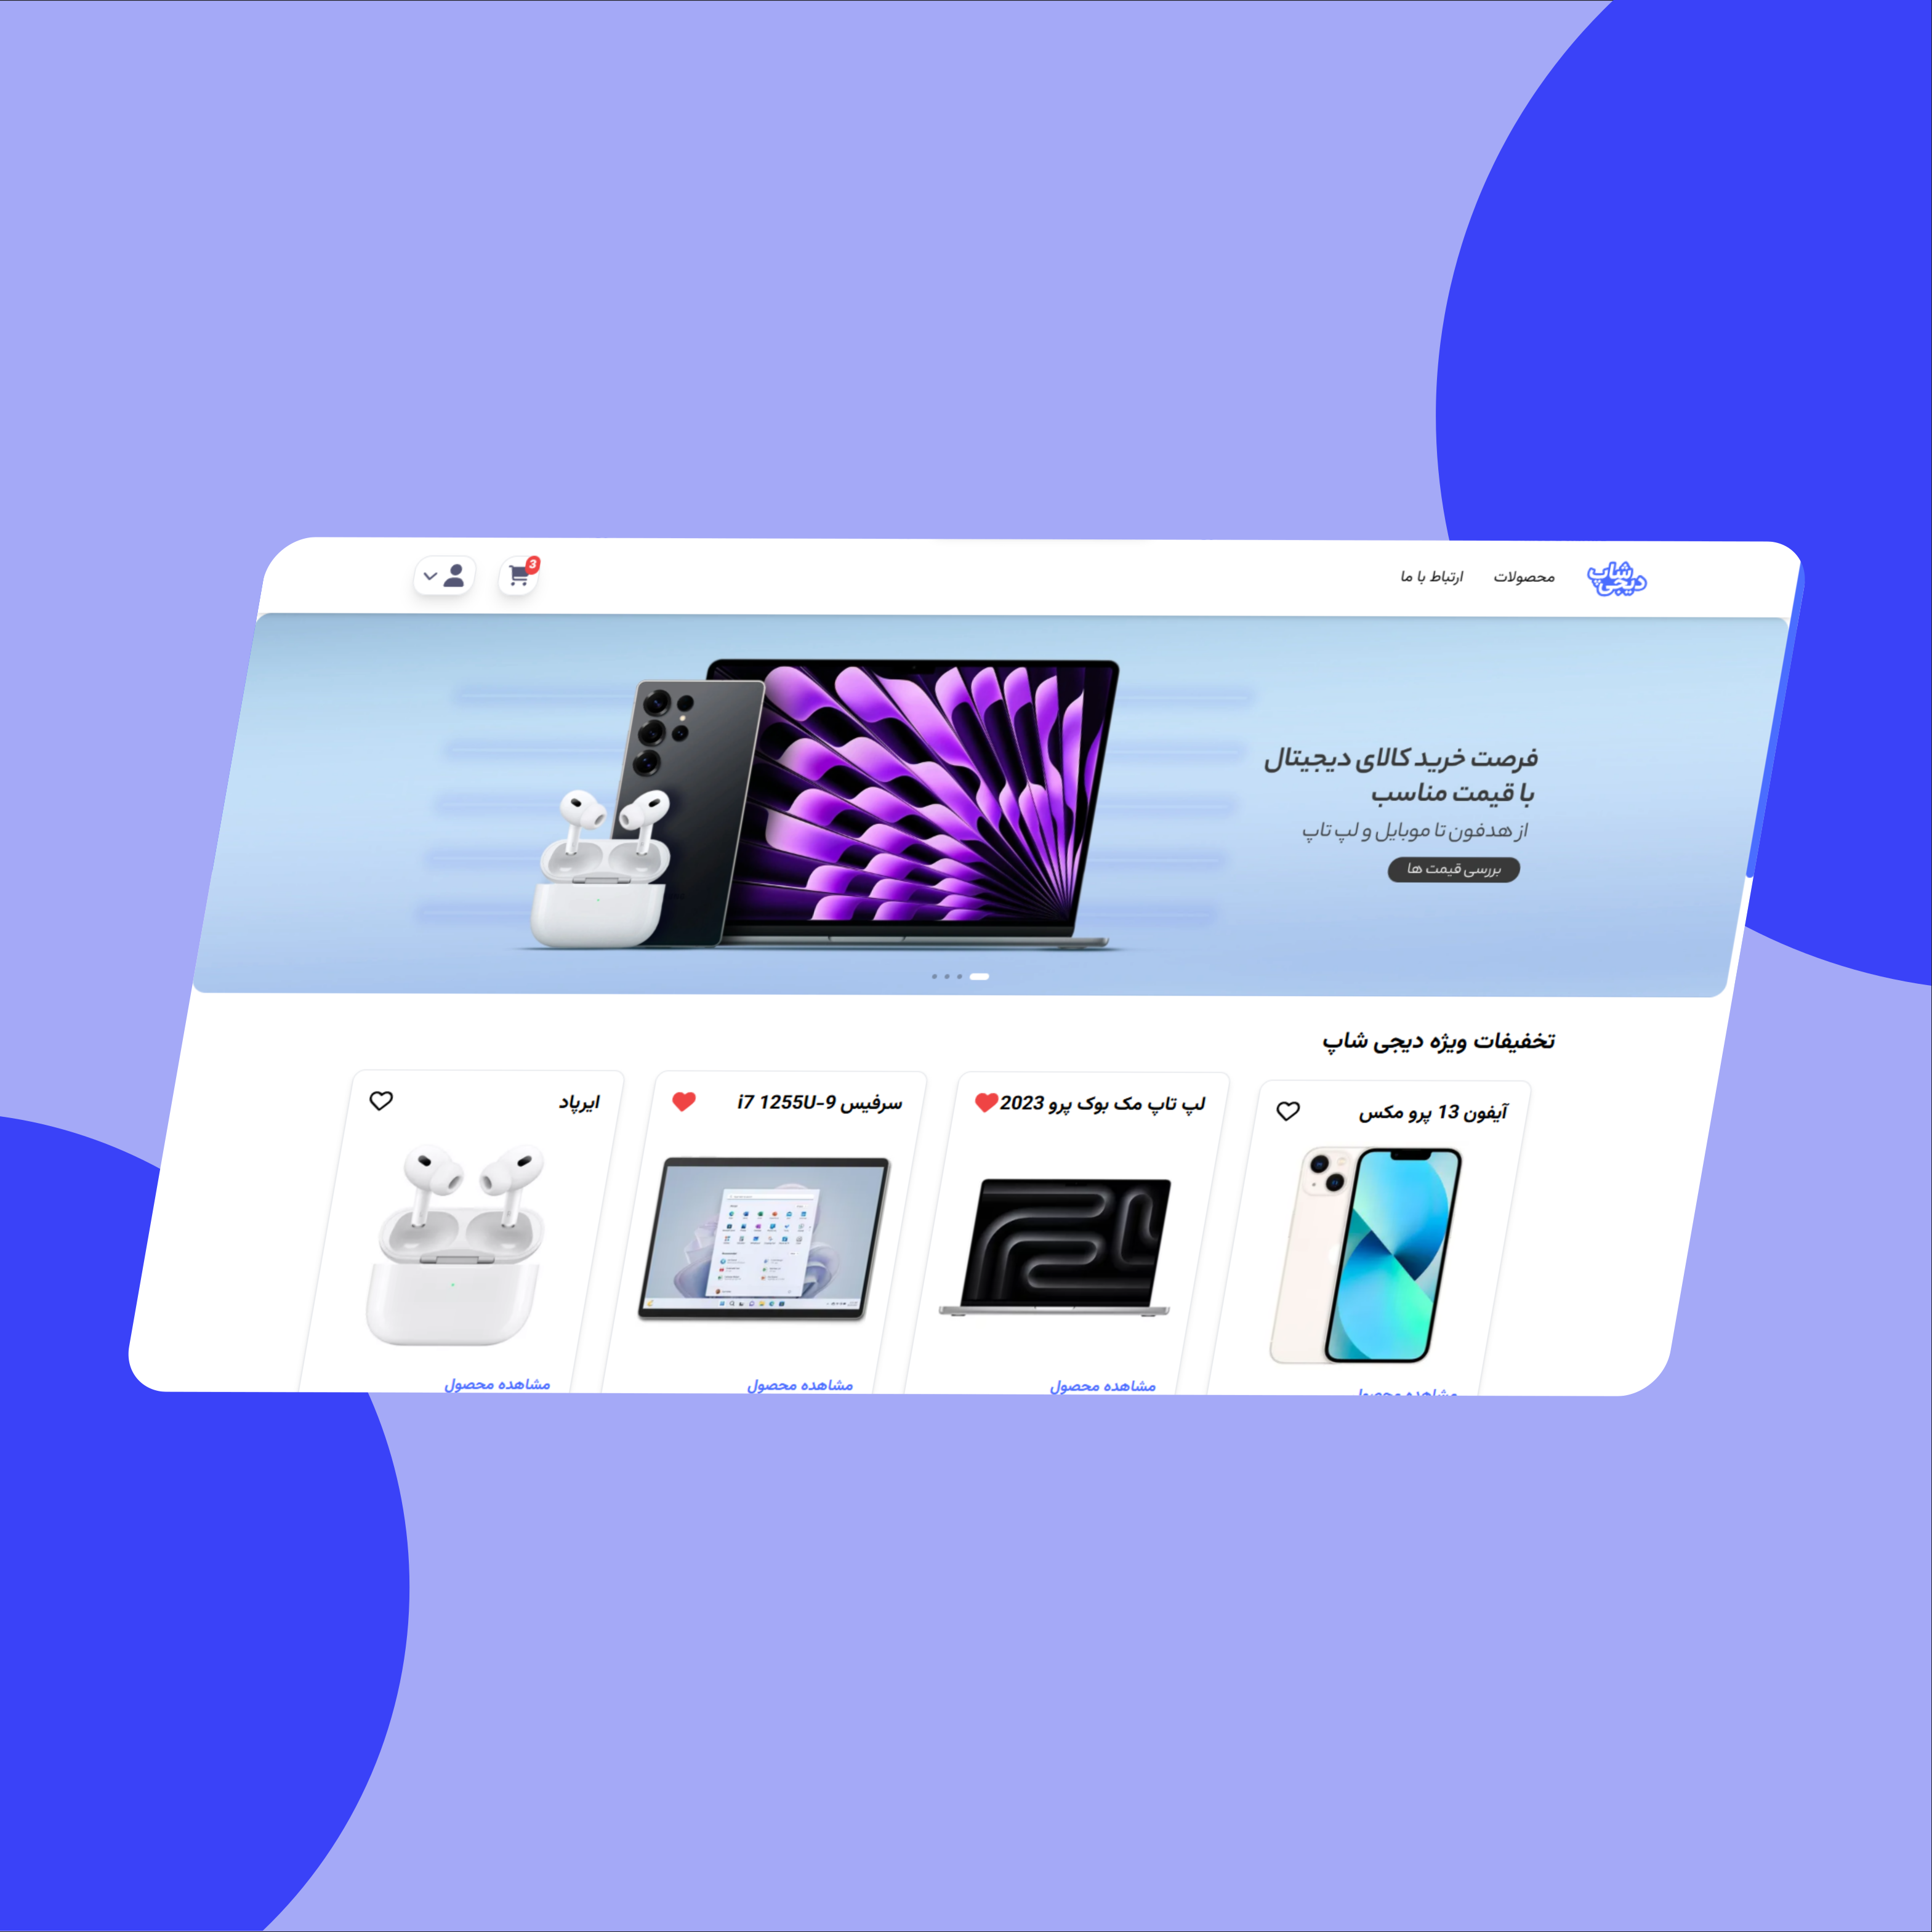 دیجی شاپ
محصولات
ارتباط با ما
3
فرصت خرید کالای دیجیتال
با قیمت مناسب
از هدفون تا موبایل و لپ تاپ
بررسی قیمت ها
تخفیفات ویژه دیجی شاپ
آیفون 13 پرو مکس
لپ تاپ مک بوک پرو 2023
سرفیس i7 1255U-9
ایرپاد
مشاهده محصول
مشاهده محصول
مشاهده محصول
مشاهده محصول